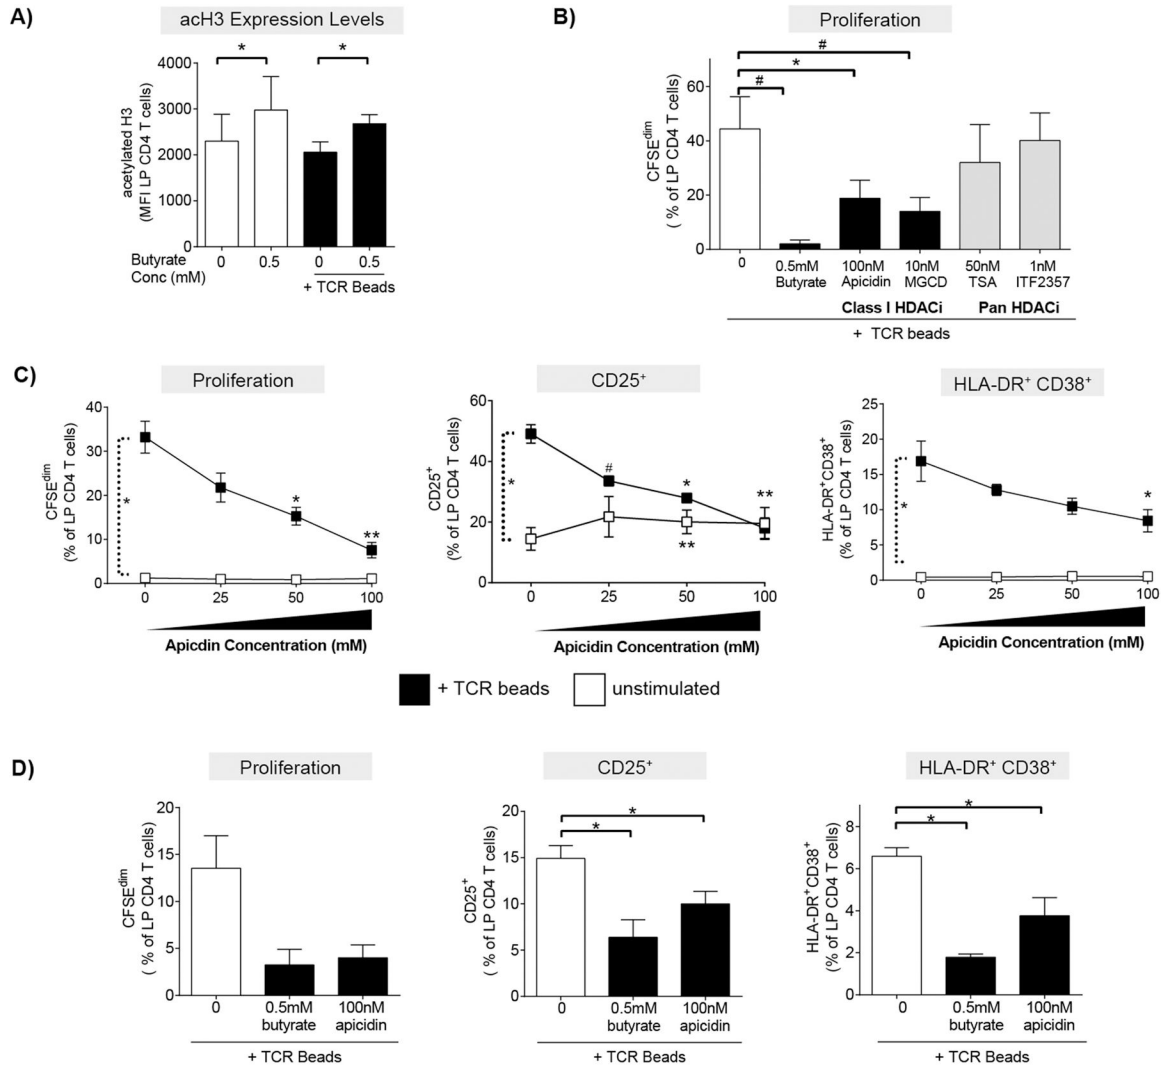 A)
acH3 Expression Levels
acetylated H3
(MFI LP CD4 T cells)
4000
3000
2000
1000
0
*
*
Butyrate
Conc (mM)
0
0.5
0
0.5
+ TCR Beads
B)
Proliferation
CFSEdim
( % of LP CD4 T cells)
60
40
20
0
#
*
#
0
0.5mM
Butyrate
100nM
Apicidin
10nM
MGCD
50nM
TSA
1nM
ITF2357
Class I HDACi
Pan HDACi
+ TCR beads
C)
Proliferation
CFSEdim
(% of LP CD4 T cells)
40
30
20
10
0
*
*
**
0
25
50
100
Apicdin Concentration (mM)
CD25+
CD25+
(% of LP CD4 T cells)
60
40
20
0
*
#
*
**
**
0
25
50
100
Apicidin Concentration (mM)
HLA-DR+ CD38+
HLA-DR+CD38+
(% of LP CD4 T cells)
25
20
15
10
5
0
*
*
0
25
50
100
Apicidin Concentration (mM)
+ TCR beads
unstimulated
D)
Proliferation
CFSEdim
( % of LP CD4 T cells)
20
15
10
5
0
0
0.5mM
butyrate
100nM
apicidin
+ TCR Beads
CD25+
CD25+
( % of LP CD4 T cells)
20
15
10
5
0
*
*
0
0.5mM
butyrate
100nM
apicidin
+ TCR Beads
HLA-DR+ CD38+
HLA-DR+CD38+
(% of LP CD4 T cells)
8
6
4
2
0
*
*
0
0.5mM
butyrate
100nM
apicidin
+ TCR Beads